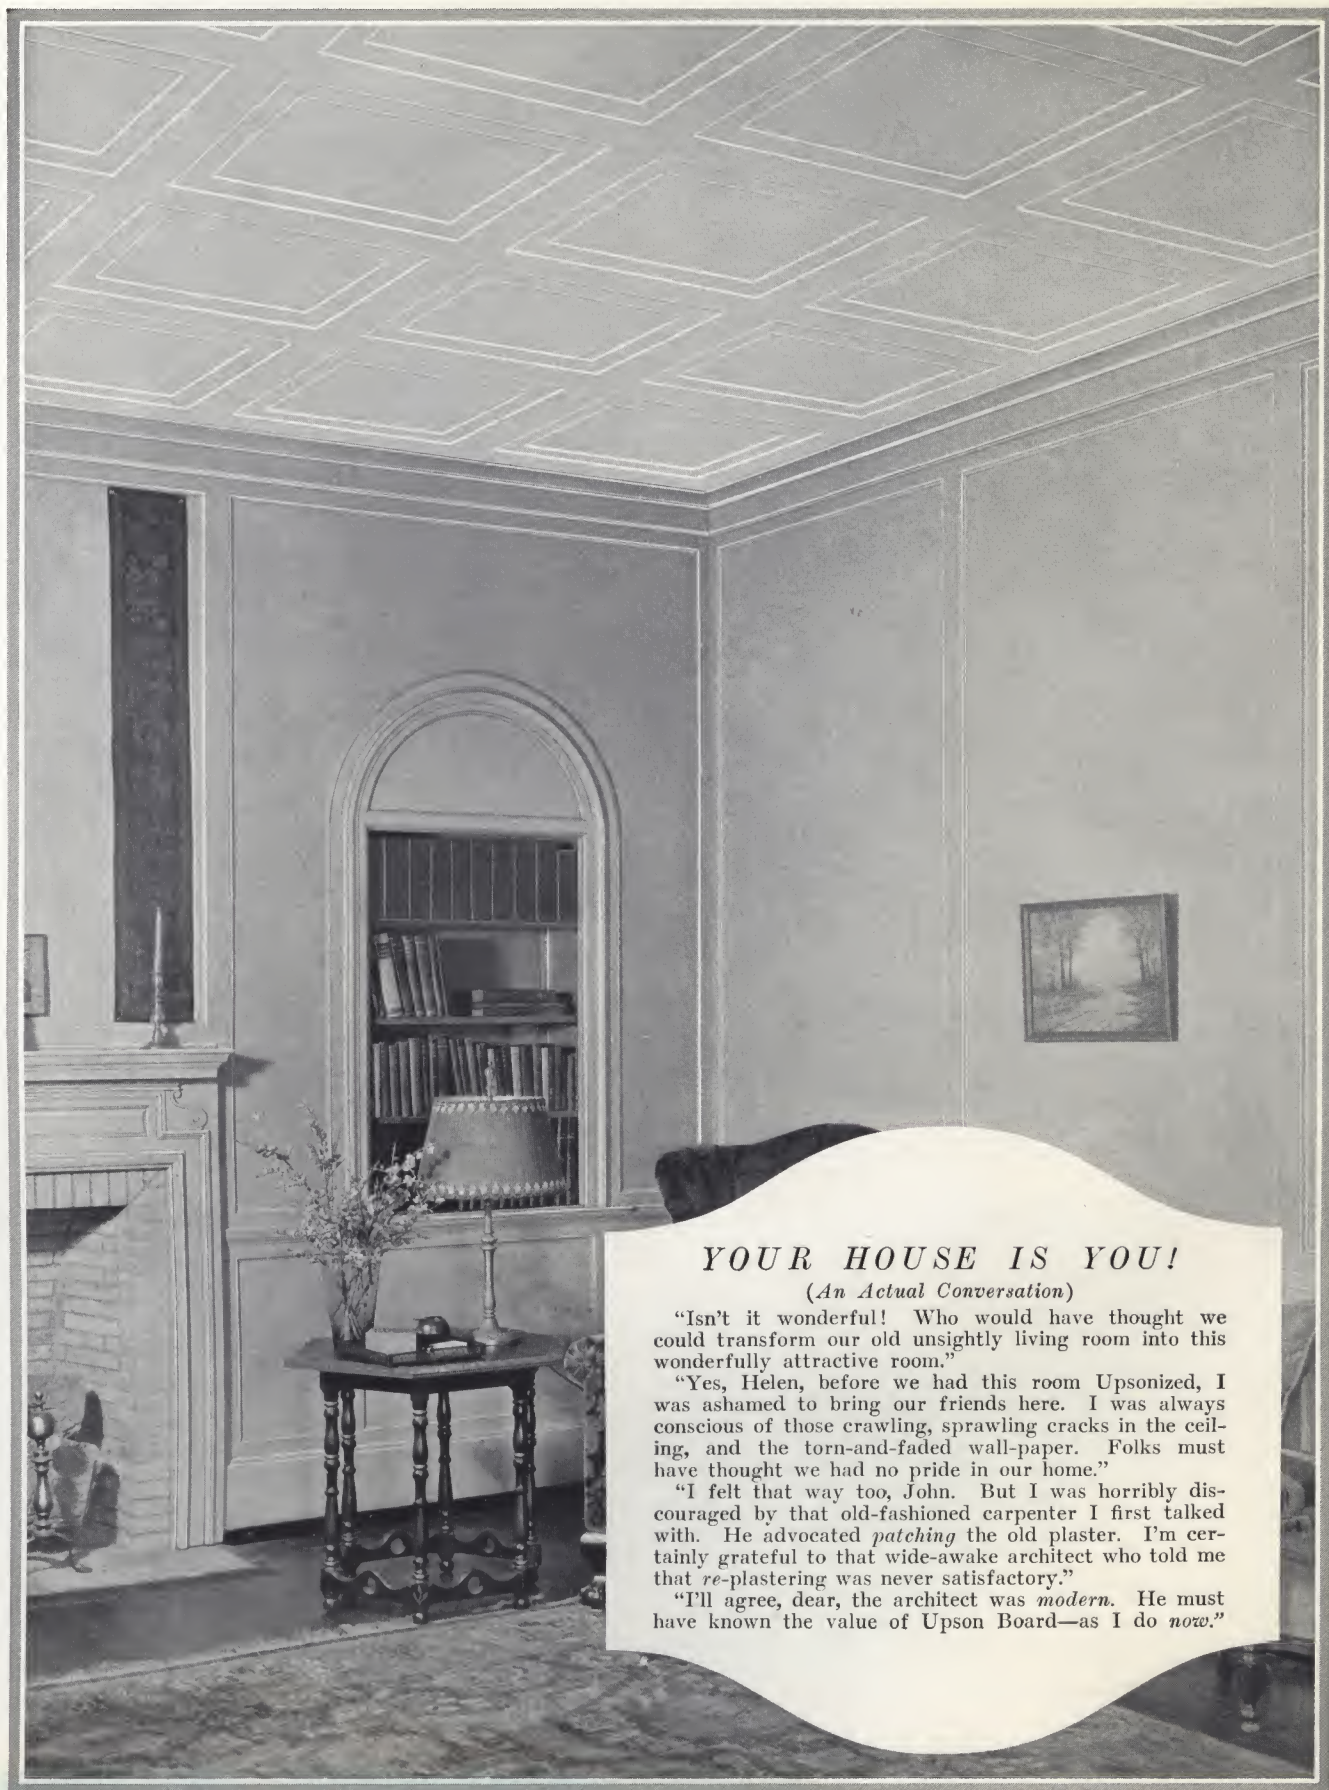 YOUR HOUSE IS YOU!
(An Actual Conversation)
“Isn’t it wonderful! Who would have thought we
could transform our old unsightly living room into this
wonderfully attractive room.”
“Yes, Helen, before we had this room Upsonized, I
was ashamed to bring our friends here. I was always
conscious of those crawling, sprawling cracks in the ceil-
ing, and the torn-and-faded wall-paper. Folks must
have thought we had no pride in our home.”
“I felt that way too, John. But I was horribly dis-
couraged by that old-fashioned carpenter I first talked
with. He advocated patching the old plaster. I’m cer-
tainly grateful to that wide-awake architect who told me
that re-plastering was never satisfactory.”
“I’ll agree, dear, the architect was modern. He must
have known the value of Upson Board—as I do now.”